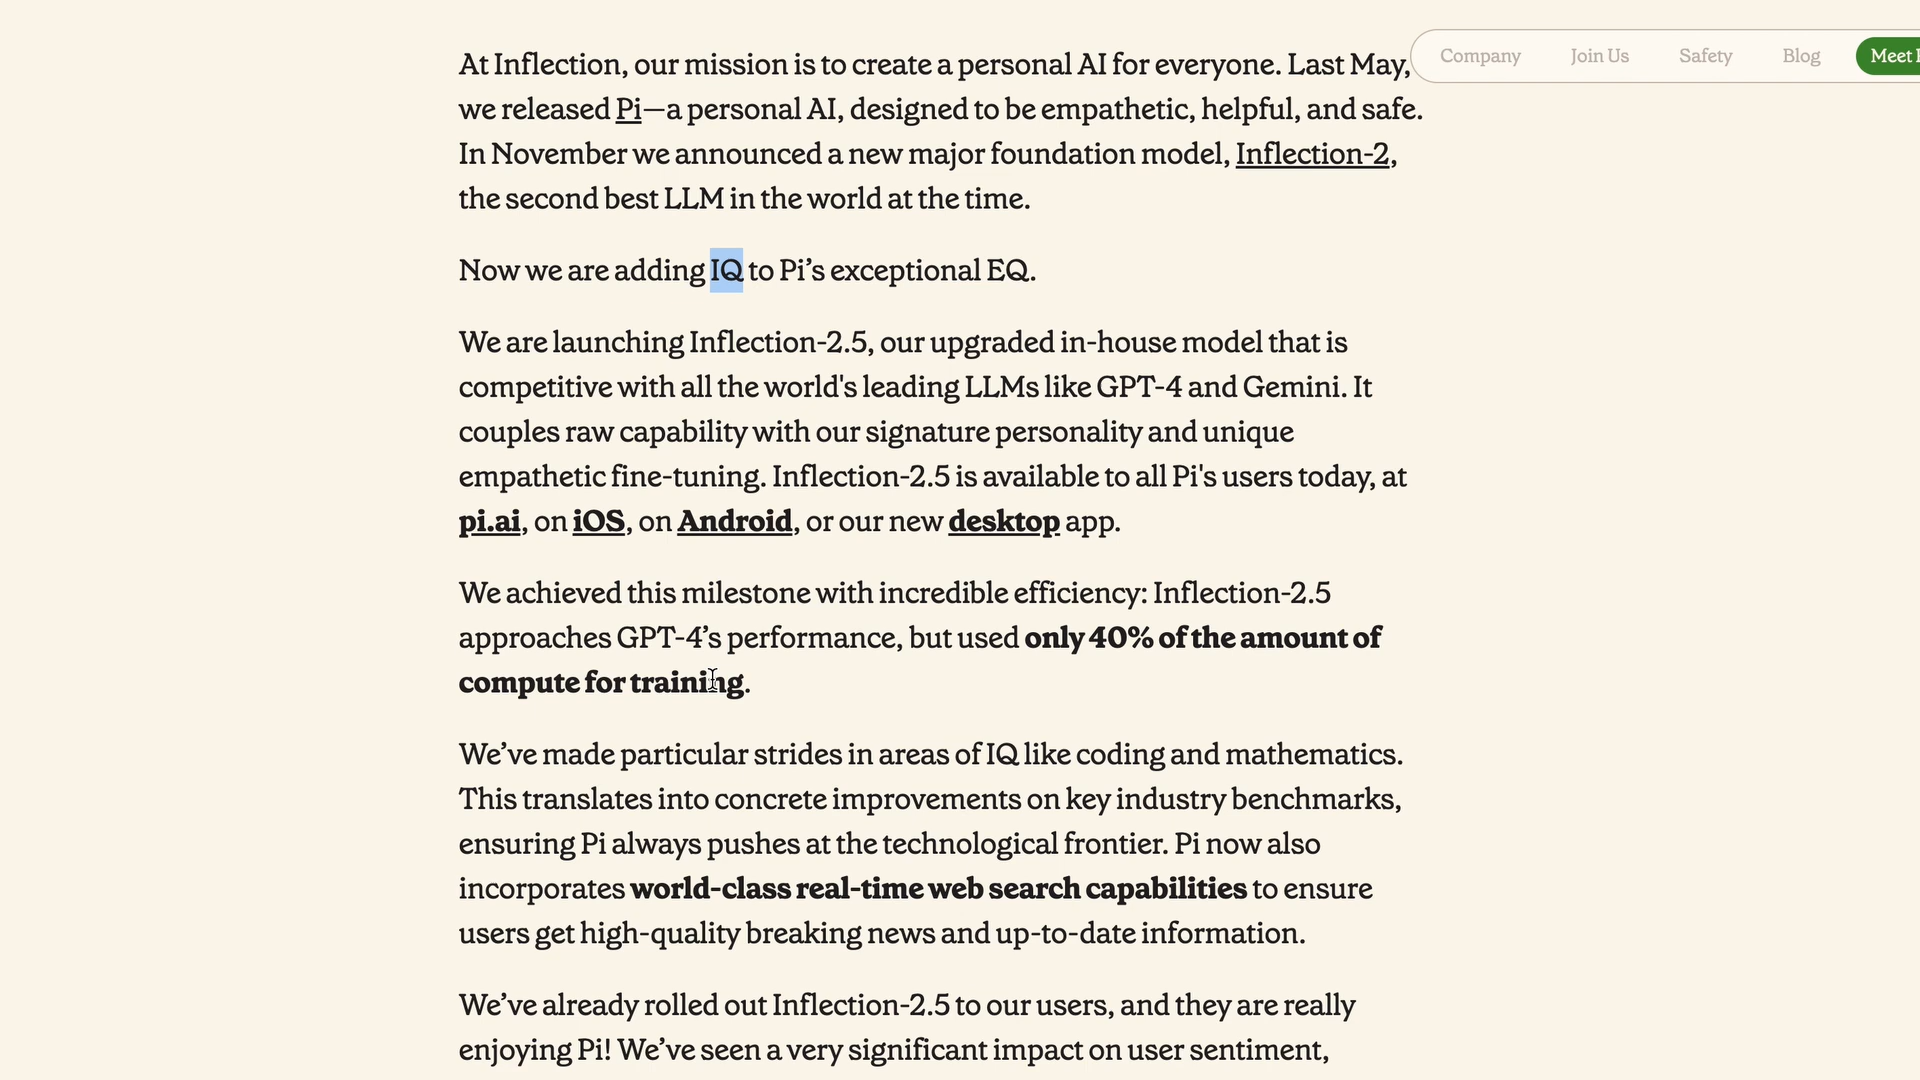 Company Join Us Safety Blog Meet
At Inflection, our mission is to create a personal AI for everyone. Last May,
we released Pi—a personal AI, designed to be empathetic, helpful, and safe.
In November we announced a new major foundation model, Inflection-2,
the second best LLM in the world at the time.
Now we are adding IQ to Pi’s exceptional EQ.
We are launching Inflection-2.5, our upgraded in-house model that is
competitive with all the world's leading LLMs like GPT-4 and Gemini. It
couples raw capability with our signature personality and unique
empathetic fine-tuning. Inflection-2.5 is available to all Pi's users today, at
pi.ai, on iOS, on Android, or our new desktop app.
We achieved this milestone with incredible efficiency: Inflection-2.5
approaches GPT-4’s performance, but used only 40% of the amount of
compute for training.
We’ve made particular strides in areas of IQ like coding and mathematics.
This translates into concrete improvements on key industry benchmarks,
ensuring Pi always pushes at the technological frontier. Pi now also
incorporates world-class real-time web search capabilities to ensure
users get high-quality breaking news and up-to-date information.
We’ve already rolled out Inflection-2.5 to our users, and they are really
enjoying Pi! We’ve seen a very significant impact on user sentiment,